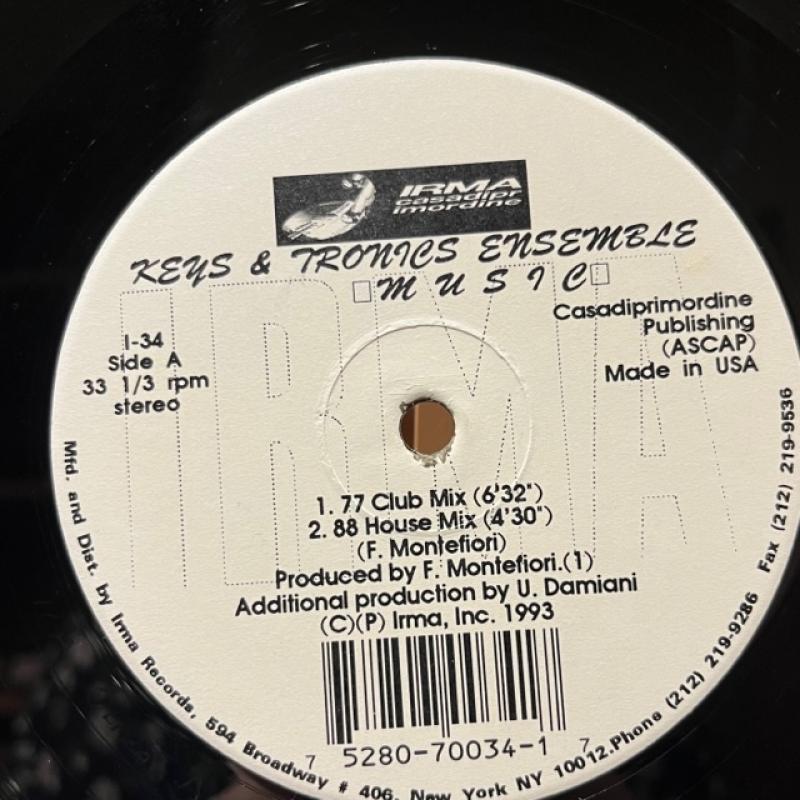 IRMA
casadipr
imordine
KEYS & TRONICS ENSEMBLE
▯M U S I C▯
Casadiprimordine
Publishing
(ASCAP)
Made in USA
I-34
Side A
33 1/3 rpm
stereo
IRMA
1. 77 Club Mix (6'32")
2. 88 House Mix (4'30")
(F. Montefiori)
Produced by F. Montefiori.(1)
Additional production by U. Damiani
(C)(P) Irma, Inc. 1993
7 5280-70034-1 7
Mfd. and Dist. by Irma Records, 594 Broadway # 406, New York NY 10012.Phone (212) 219-9286 Fax (212) 219-9536